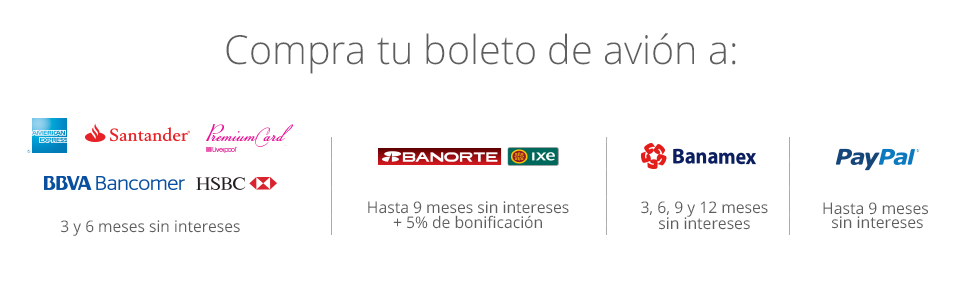 Compra tu boleto de avión a:
AMERICAN EXPRESS
Santander
PremiumCard
Liverpool
BBVA Bancomer
HSBC
3 y 6 meses sin intereses
BANORTE
IXE
Hasta 9 meses sin intereses
+ 5% de bonificación
Banamex
3, 6, 9 y 12 meses
sin intereses
PayPal
Hasta 9 meses
sin intereses